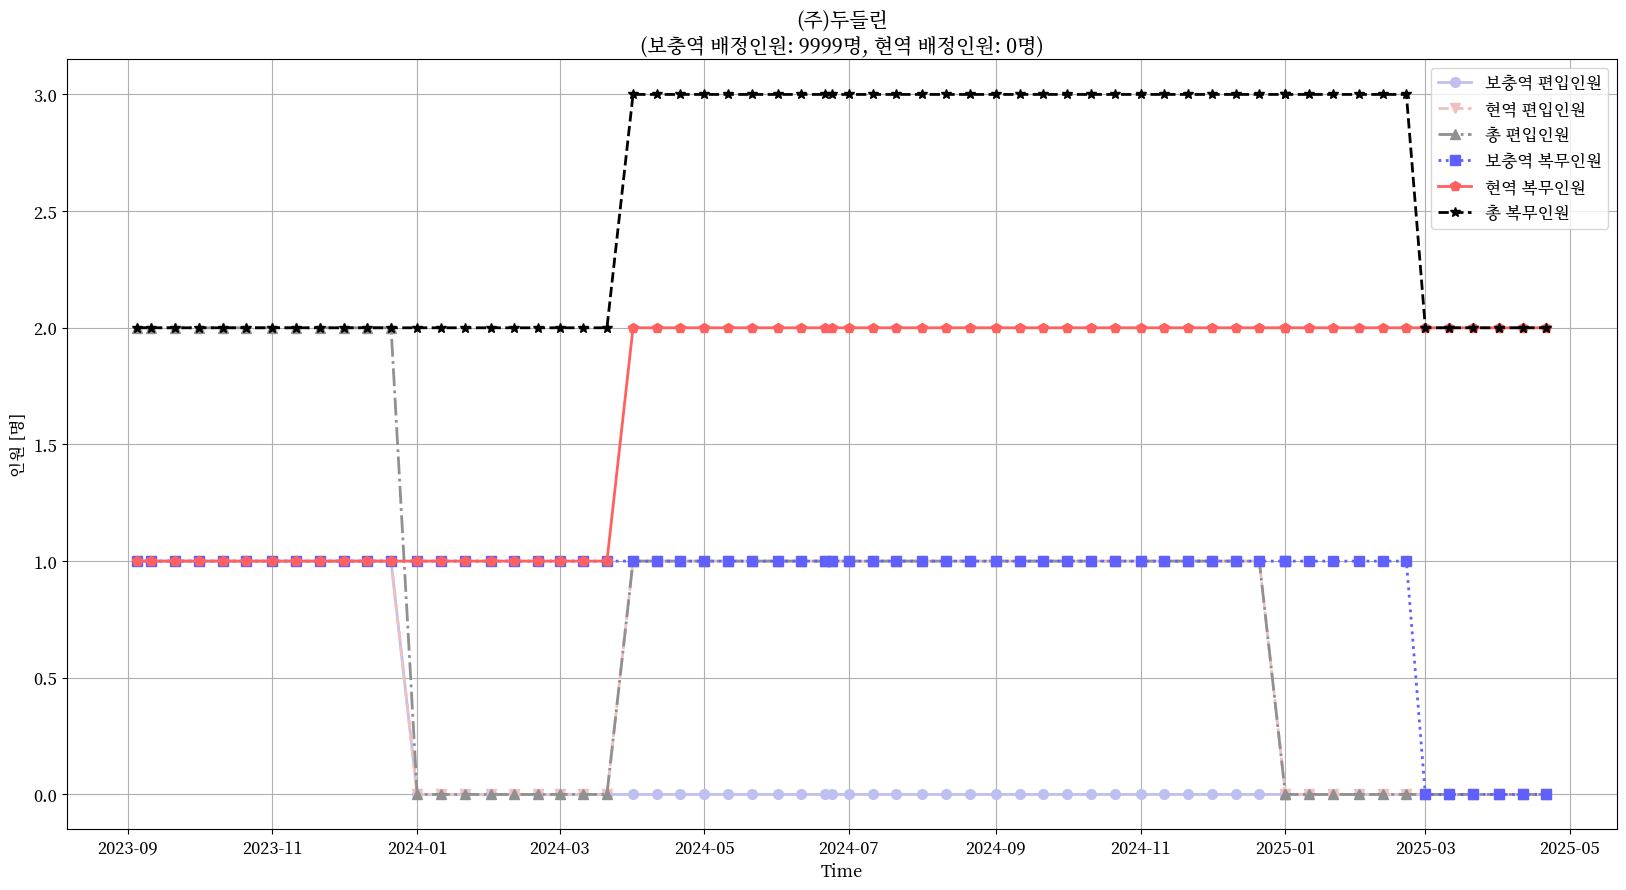 (주)두들린
(보충역 배정인원: 9999명, 현역 배정인원: 0명)
보충역 편입인원
현역 편입인원
총 편입인원
보충역 복무인원
현역 복무인원
총 복무인원
인원 [명]
3.0
2.5
2.0
1.5
1.0
0.5
0.0
2023-09
2023-11
2024-01
2024-03
2024-05
2024-07
2024-09
2024-11
2025-01
2025-03
2025-05
Time